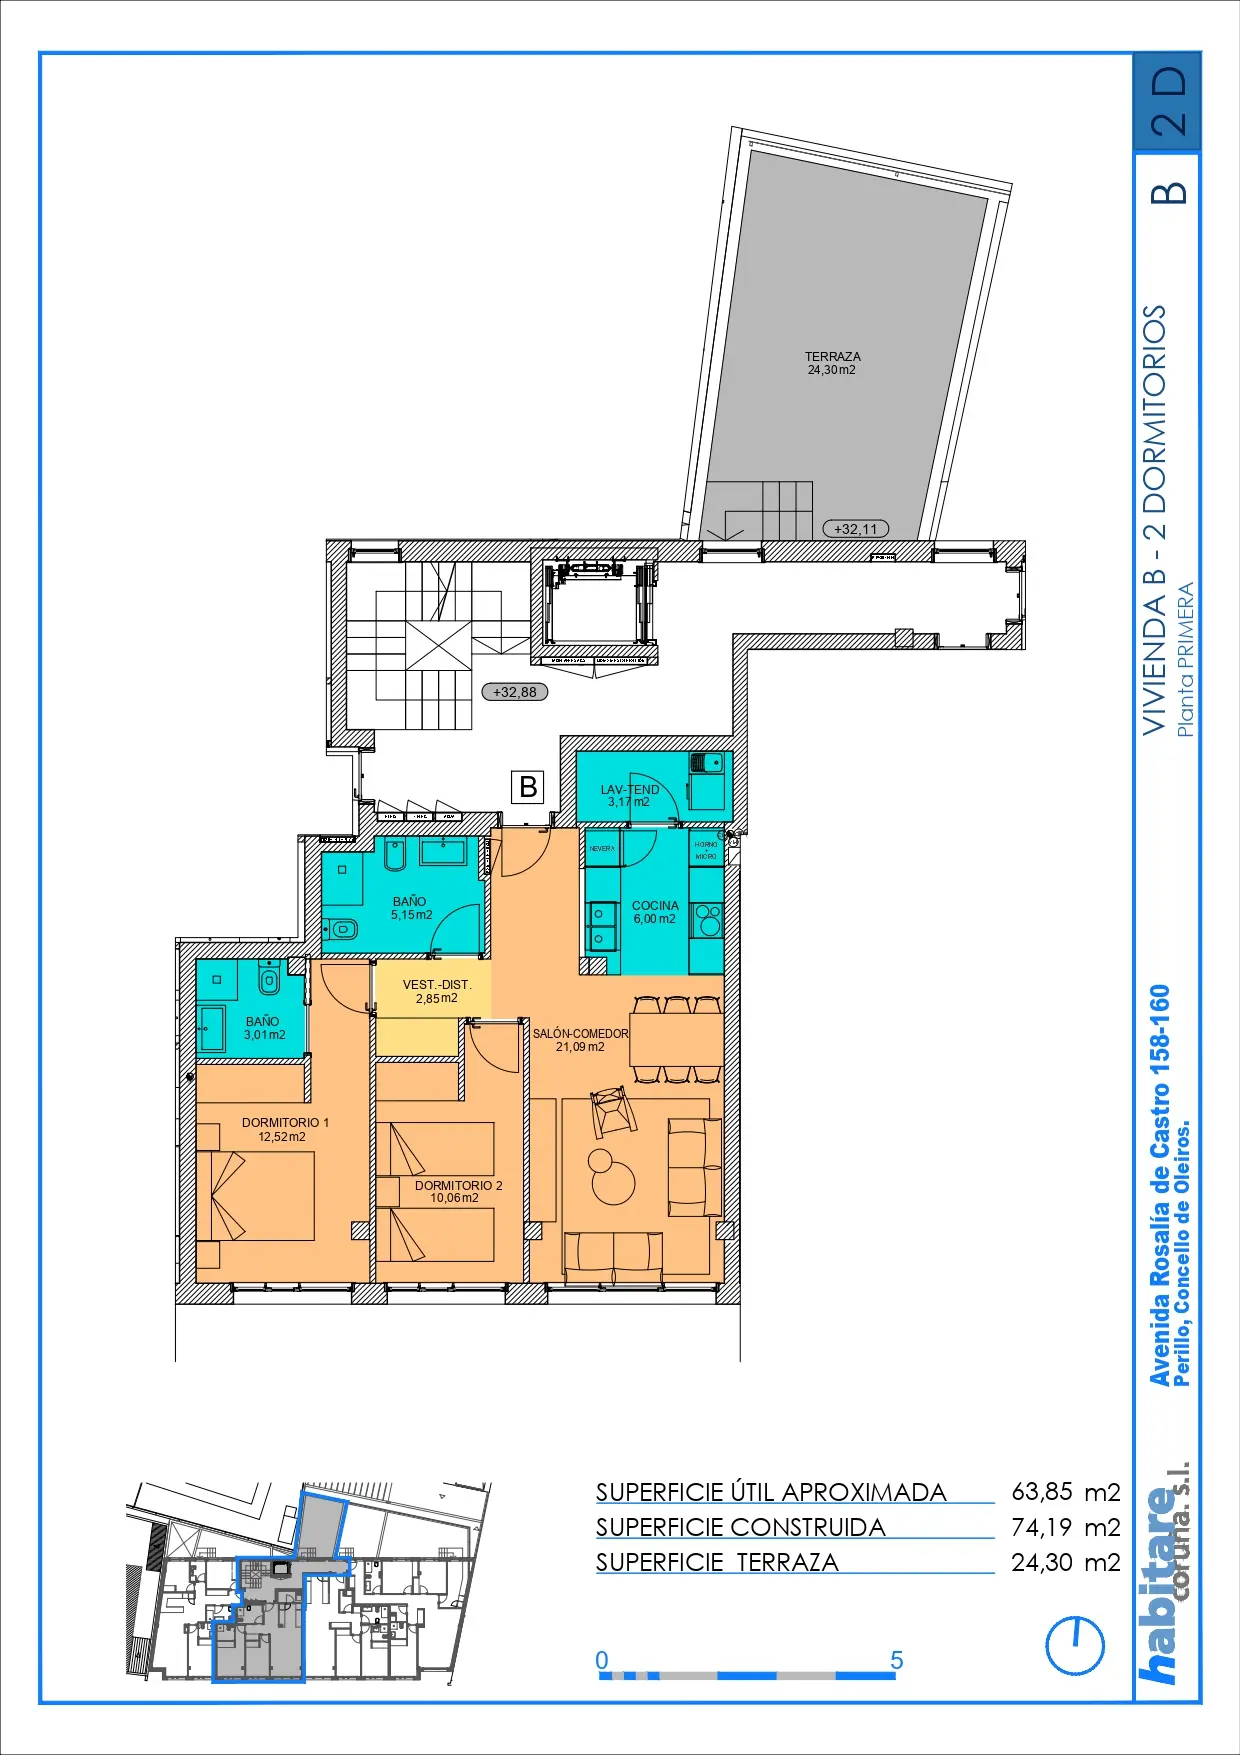 2 D
B
VIVIENDA B - 2 DORMITORIOS
Planta PRIMERA
Avenida Rosalía de Castro 158-160
Perillo, Concello de Oleiros.
habitare
coruña. s.l.
TERRAZA
24,30m2
+32,11
+32,88
B
LAV-TEND
3,17m2
NEVERA
HORNO
+
MICRO
BAÑO
5,15m2
COCINA
6,00m2
VEST.-DIST.
2,85m2
BAÑO
3,01m2
SALÓN-COMEDOR
21,09m2
DORMITORIO 1
12,52m2
DORMITORIO 2
10,06m2
SUPERFICIE ÚTIL APROXIMADA 63,85 m2
SUPERFICIE CONSTRUIDA 74,19 m2
SUPERFICIE TERRAZA 24,30 m2
0 5